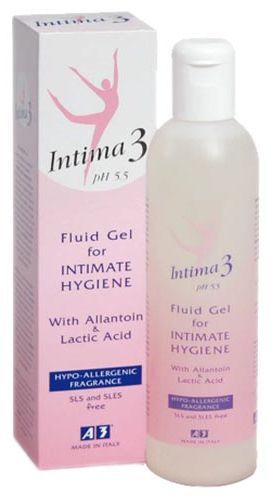 Intima 3
pH 5.5
Fluid Gel
for
INTIMATE
HYGIENE
With Allantoin
&
Lactic Acid
HYPO-ALLERGENIC
FRAGRANCE
SLS and SLES
free
A3
MADE IN ITALY
Intima 3
pH 5.5
Fluid Gel
for
INTIMATE
HYGIENE
With Allantoin
&
Lactic Acid
HYPO-ALLERGENIC
FRAGRANCE
SLS and SLES
free
A3
MADE IN ITALY